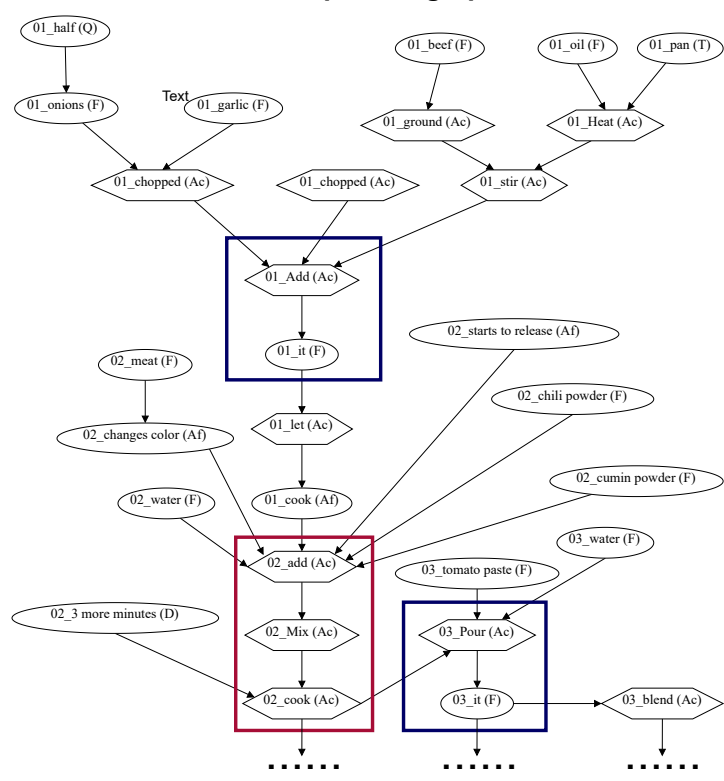 01_half (Q)
01_beef (F)
01_oil (F)
01_pan (T)
01_onions (F)
Text
01_garlic (F)
01_ground (Ac)
01_Heat (Ac)
01_chopped (Ac)
01_chopped (Ac)
01_stir (Ac)
01_Add (Ac)
01_it (F)
02_starts to release (Af)
02_meat (F)
02_chili powder (F)
01_let (Ac)
02_changes color (Af)
02_cumin powder (F)
02_water (F)
01_cook (Af)
03_water (F)
02_add (Ac)
03_tomato paste (F)
02_3 more minutes (D)
02_Mix (Ac)
03_Pour (Ac)
02_cook (Ac)
03_it (F)
03_blend (Ac)
...... ...... ......